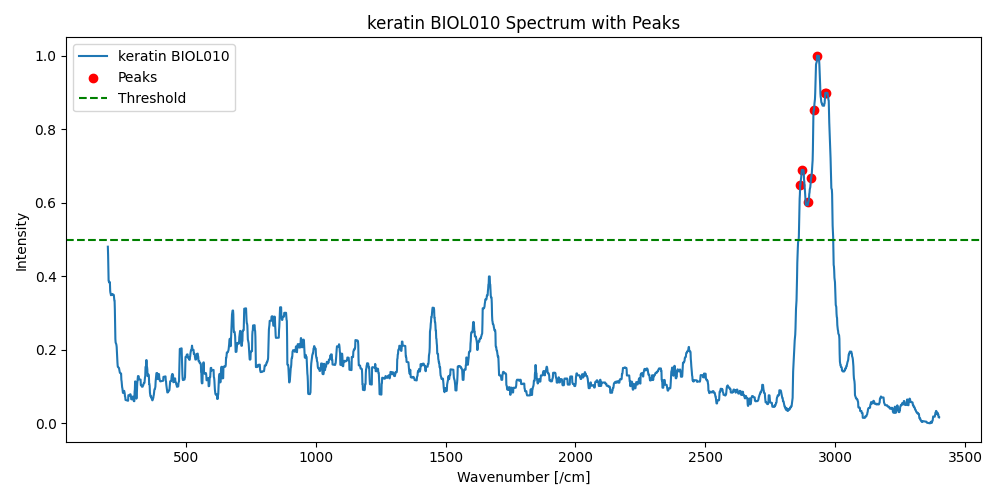 keratin BIOL010 Spectrum with Peaks
keratin BIOL010
Peaks
Threshold
Intensity
1.0
0.8
0.6
0.4
0.2
0.0
500 1000 1500 2000 2500 3000 3500
Wavenumber [/cm]